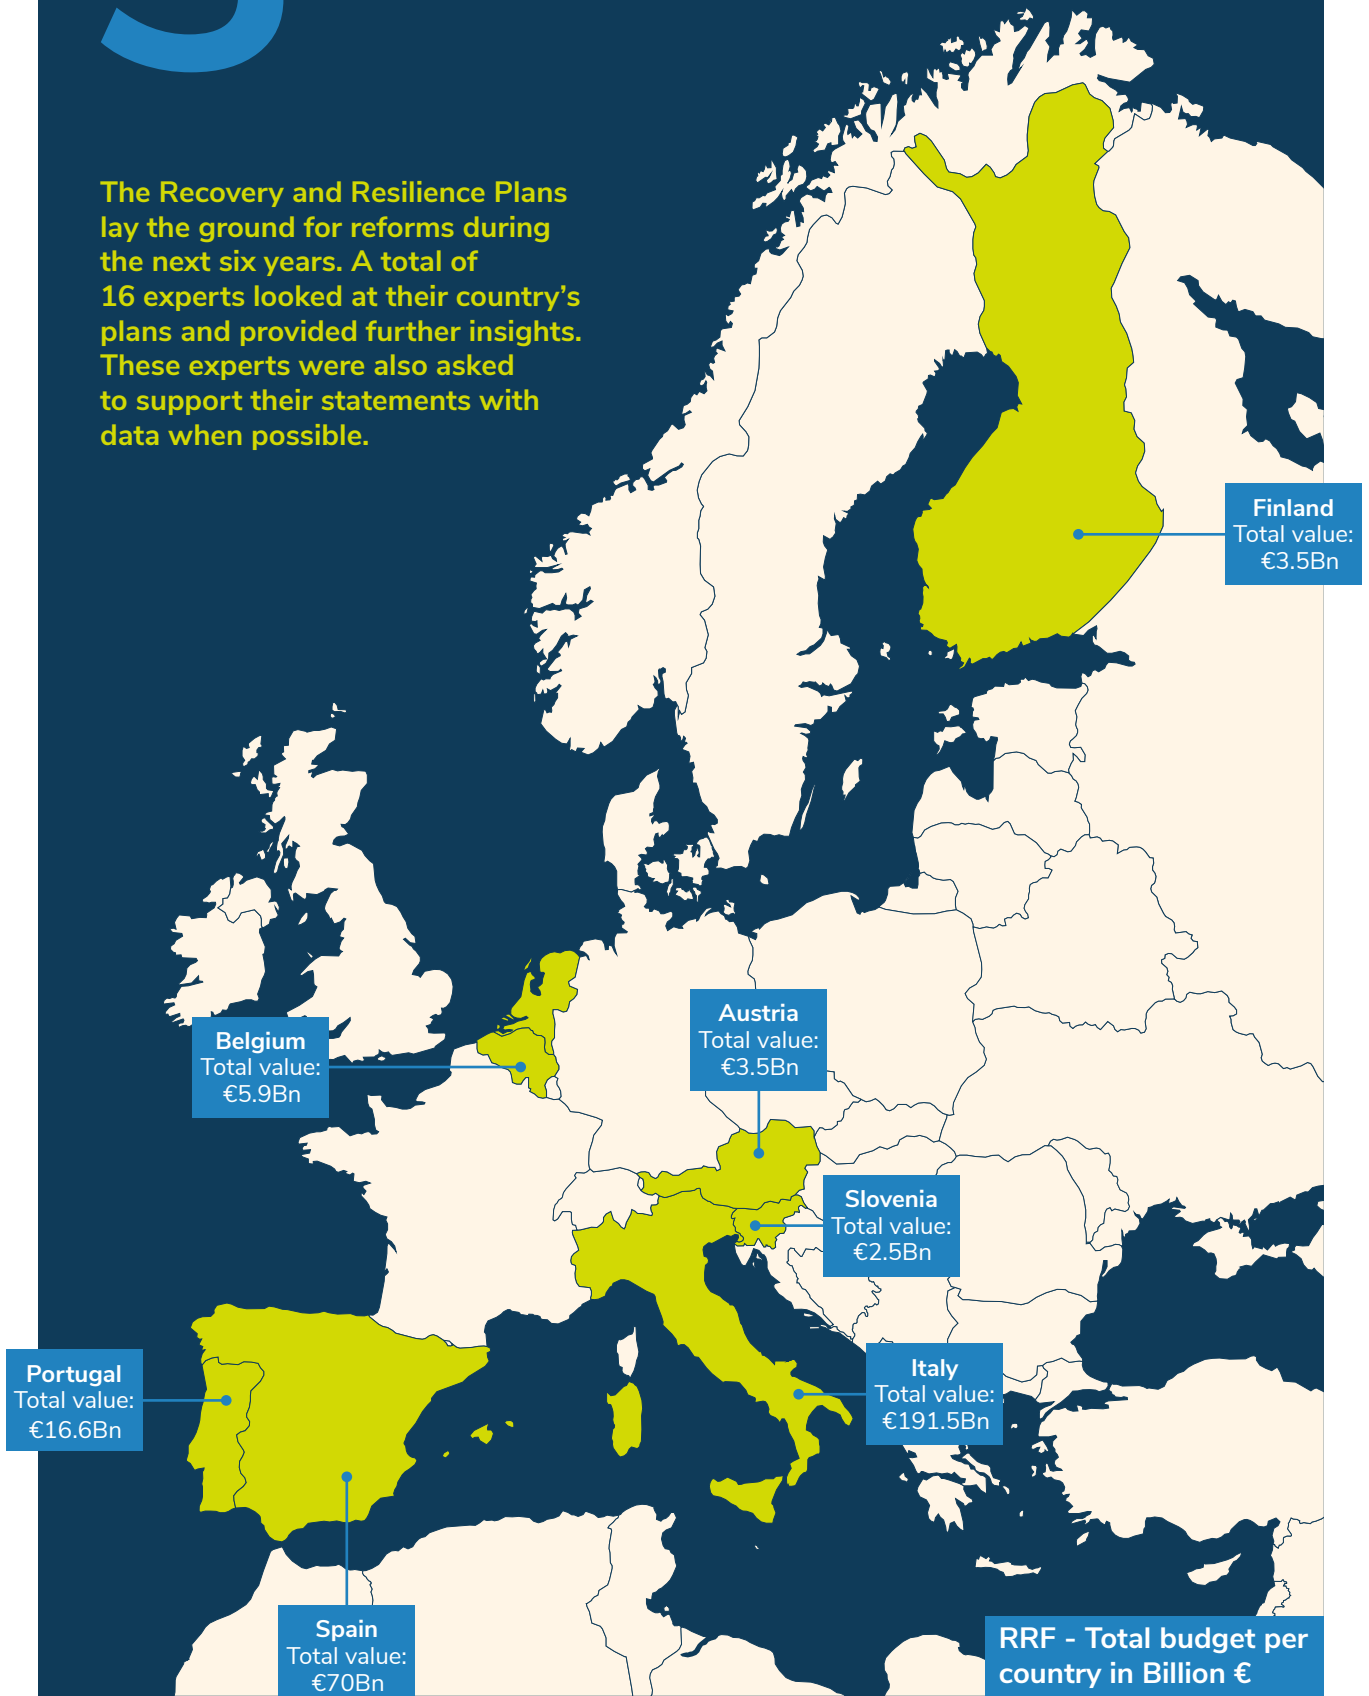 The Recovery and Resilience Plans
lay the ground for reforms during
the next six years. A total of
16 experts looked at their country’s
plans and provided further insights.
These experts were also asked
to support their statements with
data when possible.
Finland
Total value:
€3.5Bn
Austria
Total value:
€3.5Bn
Belgium
Total value:
€5.9Bn
Slovenia
Total value:
€2.5Bn
Portugal
Total value:
€16.6Bn
Italy
Total value:
€191.5Bn
Spain
Total value:
€70Bn
RRF - Total budget per
country in Billion €